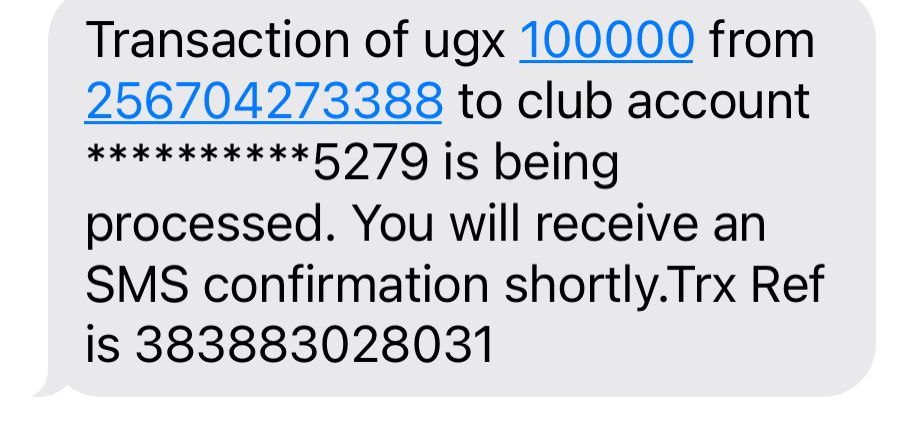 Transaction of ugx 100000 from
256704273388 to club account
**********5279 is being
processed. You will receive an
SMS confirmation shortly.Trx Ref
is 383883028031